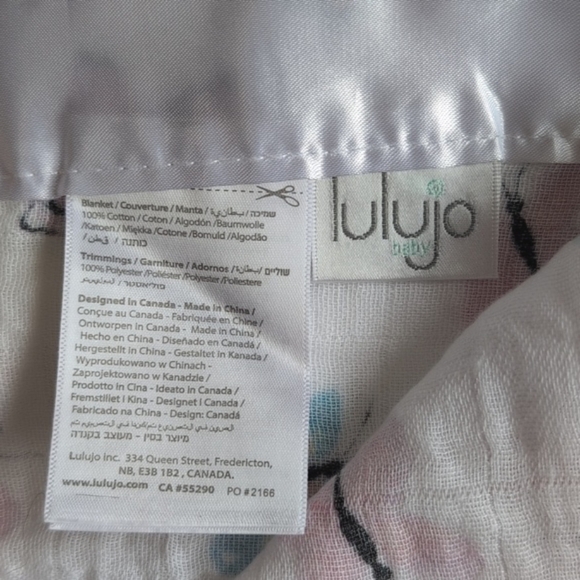 Blanket / Couverture / Manta / بطانية / שמיכה /
100% Cotton / Coton / Algodón / Baumwolle
/Katoen / Miękka /Cotone /Bomuld /Algodão
/ قطن / כותנה
Trimmings / Garniture / Adornos / שוליים
100% Polyester /Poliéster /Polyester /Poliestere
Designed in Canada - Made in China /
Conçue au Canada - Fabriquée en Chine /
Ontworpen in Canada - Made in China /
Hecho en China - Diseñado en Canadá /
Hergestellt in China - Gestaltet in Kanada /
Wyprodukowano w Chinach -
Zaprojektowano w Kanadzie /
Prodotto in Cina - Ideato in Canada /
Fremstillet i Kina - Designet i Canada /
Fabricado na China - Design: Canadá
מיוצר בסין - מעוצב בקנדה
Lulujo Inc. 334 Queen Street, Fredericton,
NB, E3B 1B2, CANADA.
www.lulujo.com CA #55290 PO #2166
lulujo
baby